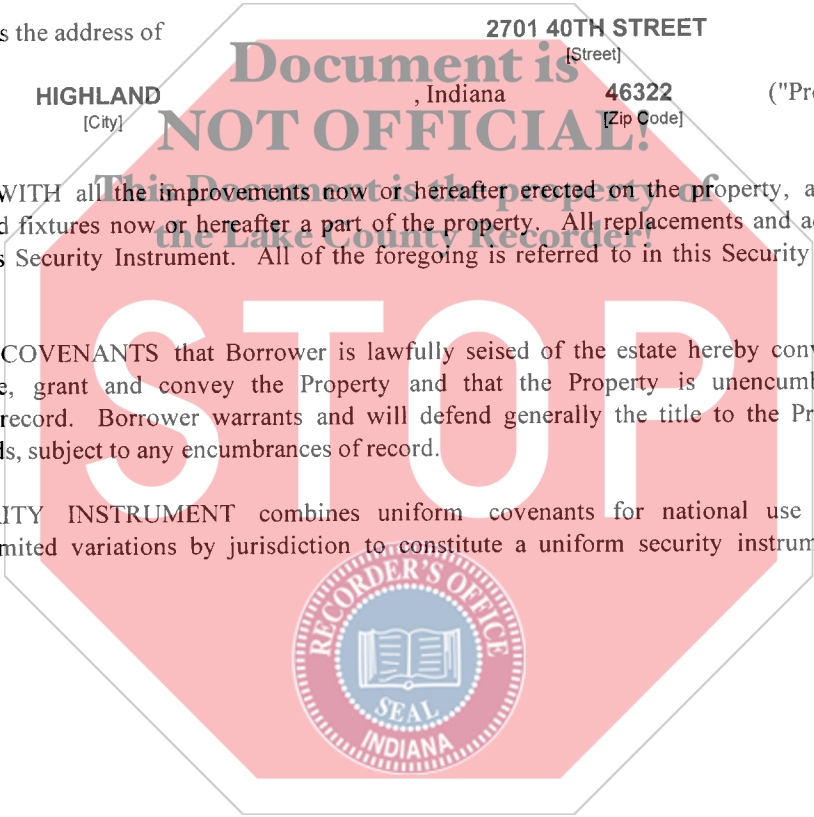 s the address of 2701 40TH STREET
[Street]
HIGHLAND , Indiana 46322 ("Pr
[City] [Zip Code]
Document is
NOT OFFICIAL!
This Document is the property of
the Lake County Recorder!
WITH all the improvements now or hereafter erected on the property, a
d fixtures now or hereafter a part of the property. All replacements and a
s Security Instrument. All of the foregoing is referred to in this Security
COVENANTS that Borrower is lawfully seised of the estate hereby conv
e, grant and convey the Property and that the Property is unencumb
record. Borrower warrants and will defend generally the title to the Pr
ds, subject to any encumbrances of record.
RITY INSTRUMENT combines uniform covenants for national use
mited variations by jurisdiction to constitute a uniform security instrum
STOP
RECORDER'S OFFICE
SEAL
INDIANA